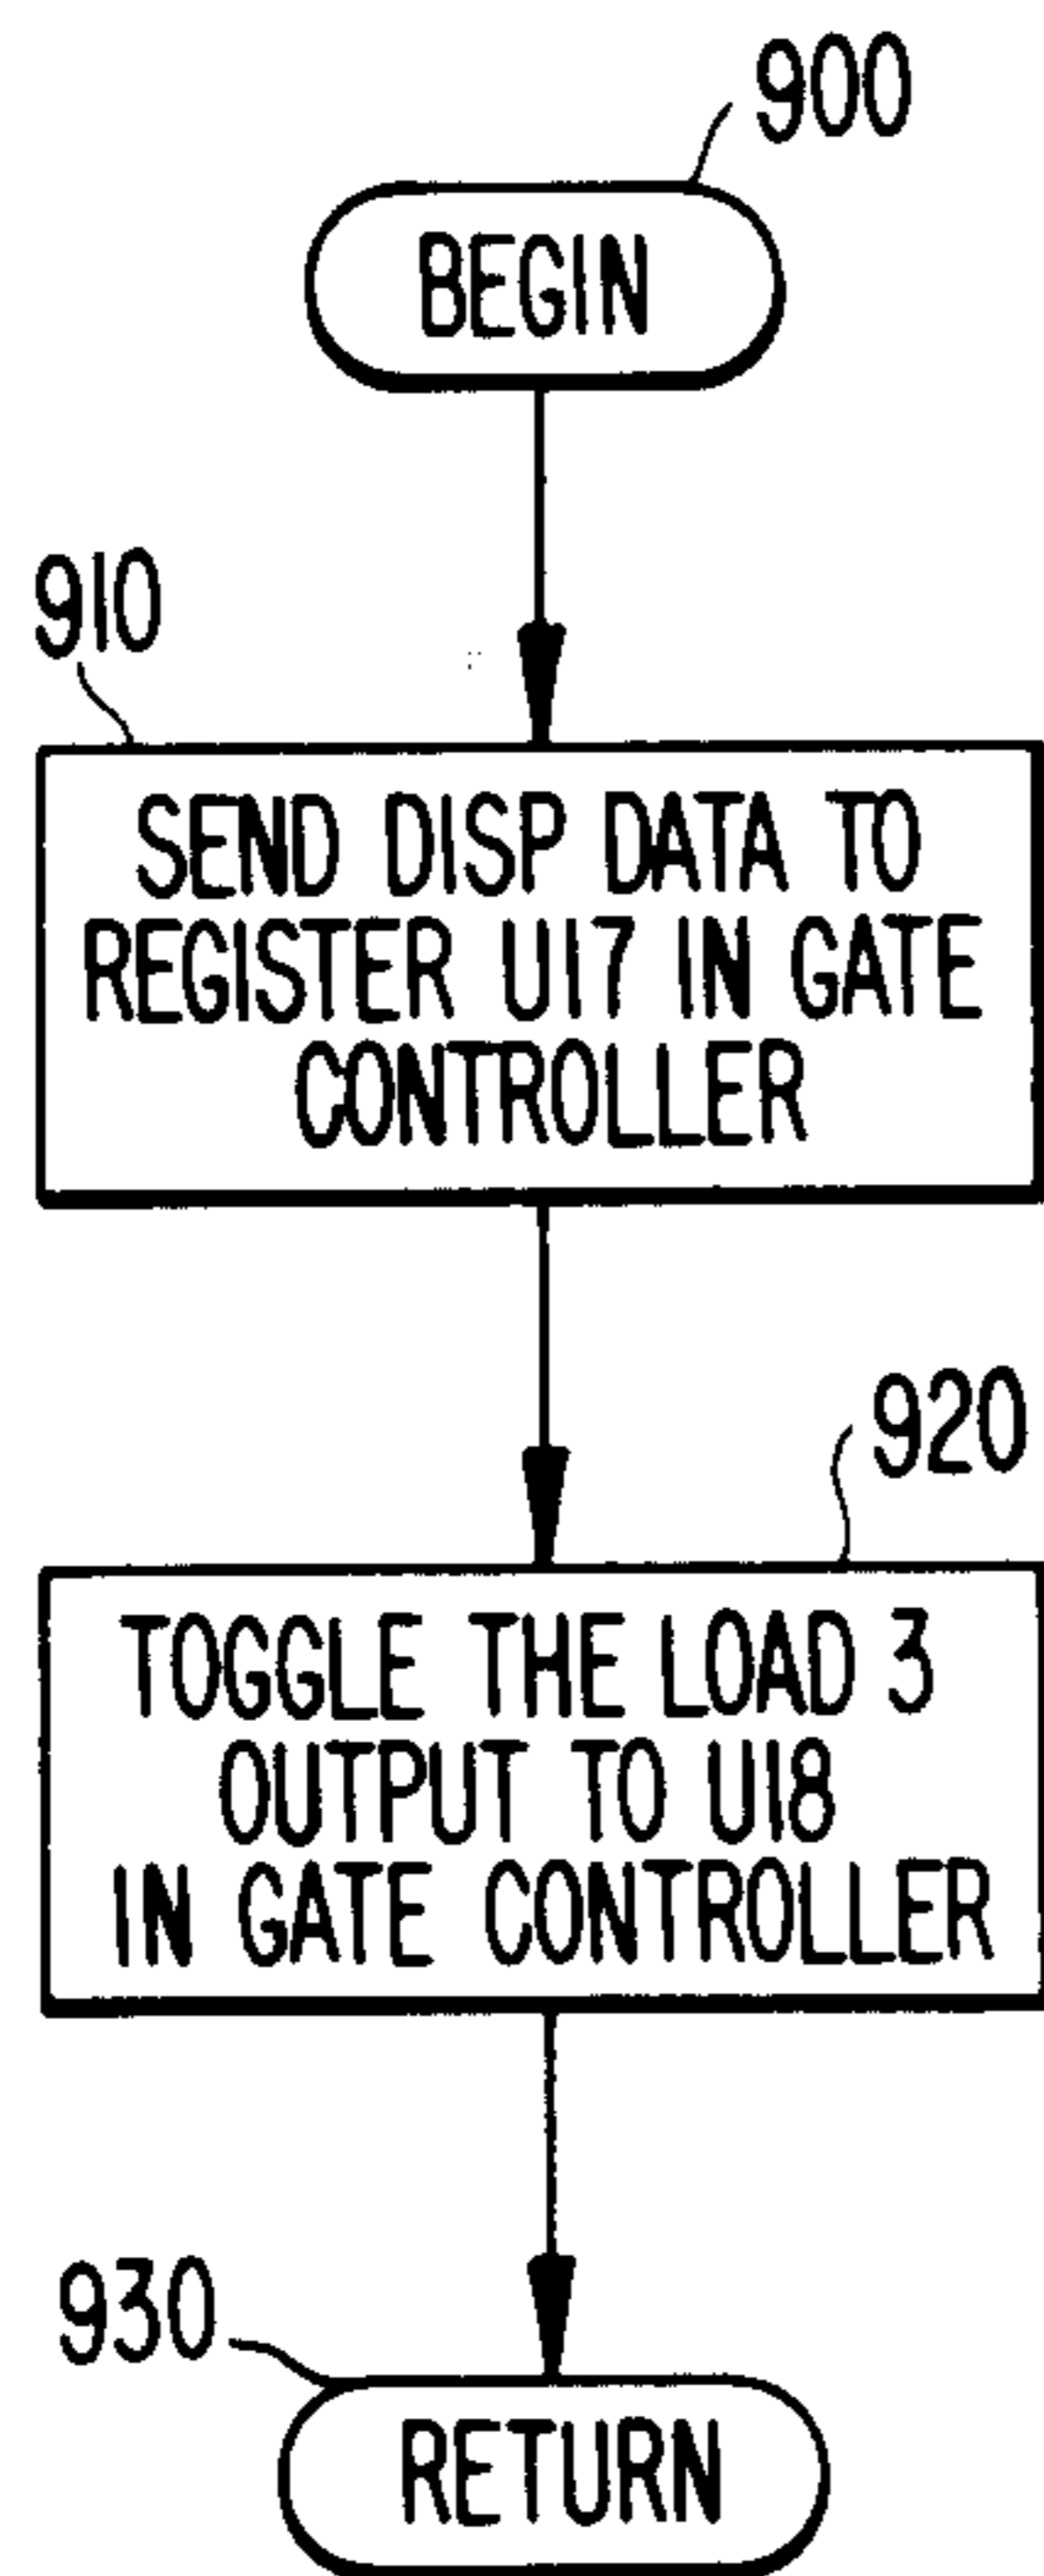 900
BEGIN
910
SEND DISP DATA TO
REGISTER U17 IN GATE
CONTROLLER
920
TOGGLE THE LOAD 3
OUTPUT TO U18
IN GATE CONTROLLER
930
RETURN